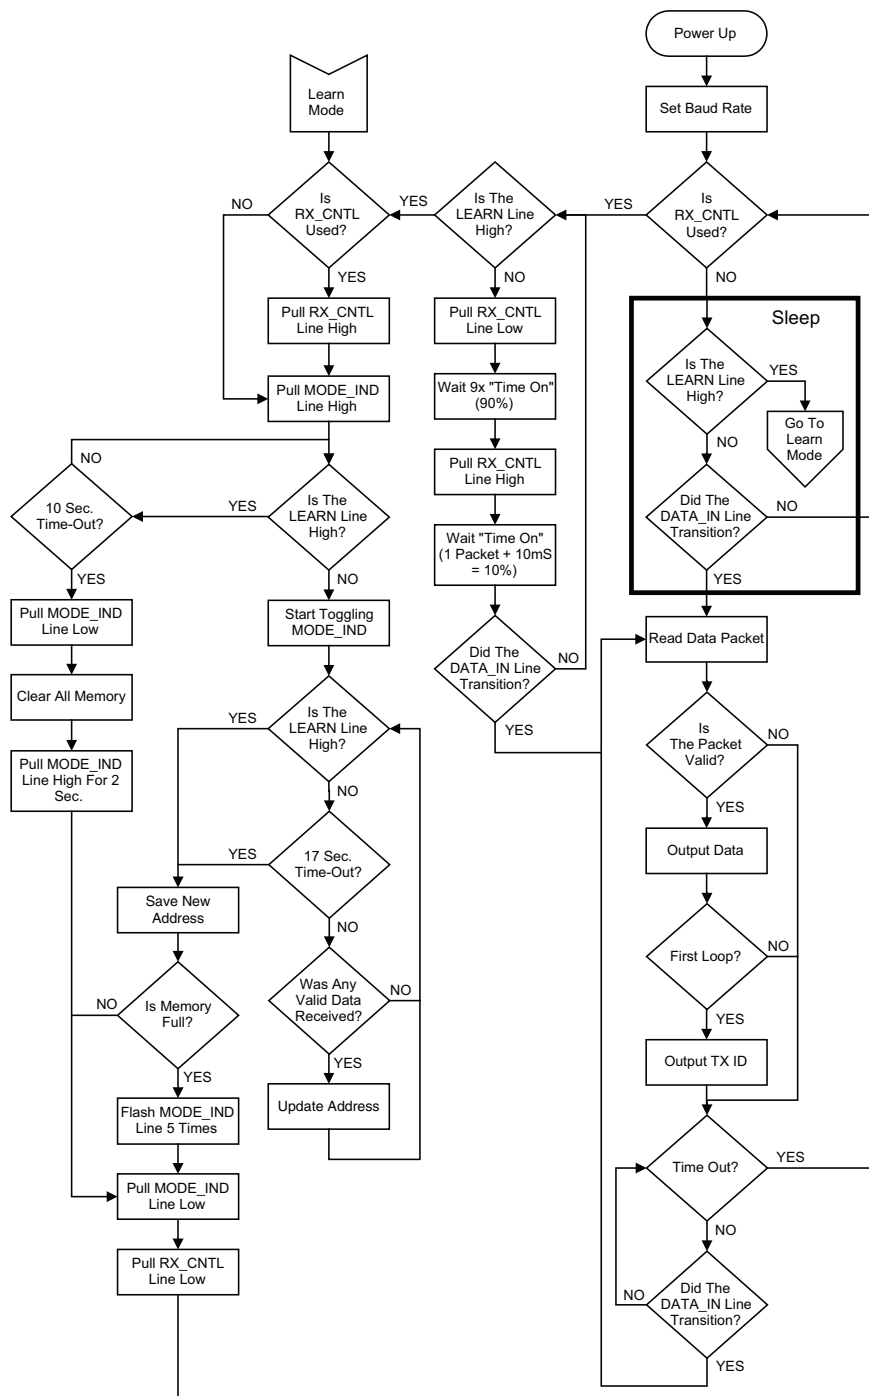 Power Up
Set Baud Rate
Is
RX_CNTL
Used?
YES
NO
Sleep
Is The
LEARN Line
High?
YES
NO
Go To
Learn
Mode
Did The
DATA_IN Line
Transition?
NO
YES
Read Data Packet
Is
The Packet
Valid?
NO
YES
Output Data
First Loop?
NO
YES
Output TX ID
Time Out?
YES
NO
Did The
DATA_IN Line
Transition?
NO
YES
Is The
LEARN Line
High?
YES
NO
Pull RX_CNTL
Line Low
Wait 9x "Time On"
(90%)
Pull RX_CNTL
Line High
Wait "Time On"
(1 Packet + 10mS
= 10%)
Did The
DATA_IN Line
Transition?
NO
YES
Learn
Mode
Is
RX_CNTL
Used?
NO
YES
Pull RX_CNTL
Line High
Pull MODE_IND
Line High
Is The
LEARN Line
High?
YES
NO
10 Sec.
Time-Out?
NO
YES
Pull MODE_IND
Line Low
Clear All Memory
Pull MODE_IND
Line High For 2
Sec.
Start Toggling
MODE_IND
Is The
LEARN Line
High?
YES
NO
17 Sec.
Time-Out?
YES
NO
Was Any
Valid Data
Received?
NO
YES
Update Address
Save New
Address
Is Memory
Full?
NO
YES
Flash MODE_IND
Line 5 Times
Pull MODE_IND
Line Low
Pull RX_CNTL
Line Low